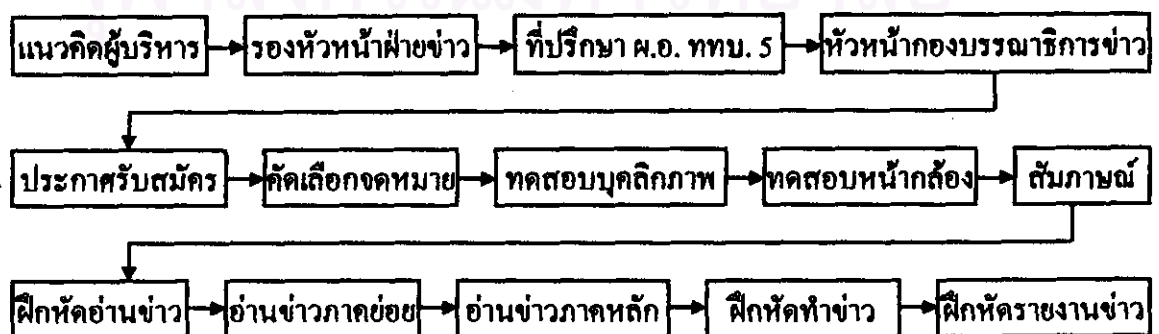 แนวคิดผู้บริหาร รองหัวหน้าฝ่ายข่าว ที่ปรึกษา ผ.อ. ททบ. 5 หัวหน้ากองบรรณาธิการข่าว
ประกาศรับสมัคร คัดเลือกจดหมาย ทดสอบบุคลิกภาพ ทดสอบหน้ากล้อง สัมภาษณ์
ฝึกหัดอ่านข่าว อ่านข่าวภาคย่อย อ่านข่าวภาคหลัก ฝึกหัดทำข่าว ฝึกหัดรายงานข่าว